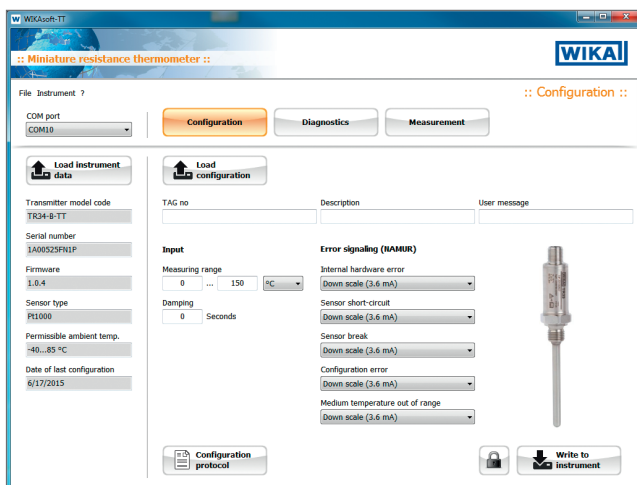 WIKAsoft-TT
:: Miniature resistance thermometer ::
WIKA
File Instrument ?
:: Configuration ::
COM port
COM10
Configuration
Diagnostics
Measurement
Load instrument
data
Load
configuration
Transmitter model code
TR34-B-TT
Serial number
1A00525FN1P
Firmware
1.0.4
Sensor type
Pt1000
Permissible ambient temp.
-40...85 °C
Date of last configuration
6/17/2015
TAG no
Description
User message
Input
Measuring range
0 ... 150 °C
Damping
0 Seconds
Error signaling (NAMUR)
Internal hardware error
Down scale (3.6 mA)
Sensor short-circuit
Down scale (3.6 mA)
Sensor break
Down scale (3.6 mA)
Configuration error
Down scale (3.6 mA)
Medium temperature out of range
Down scale (3.6 mA)
Configuration
protocol
Write to
instrument